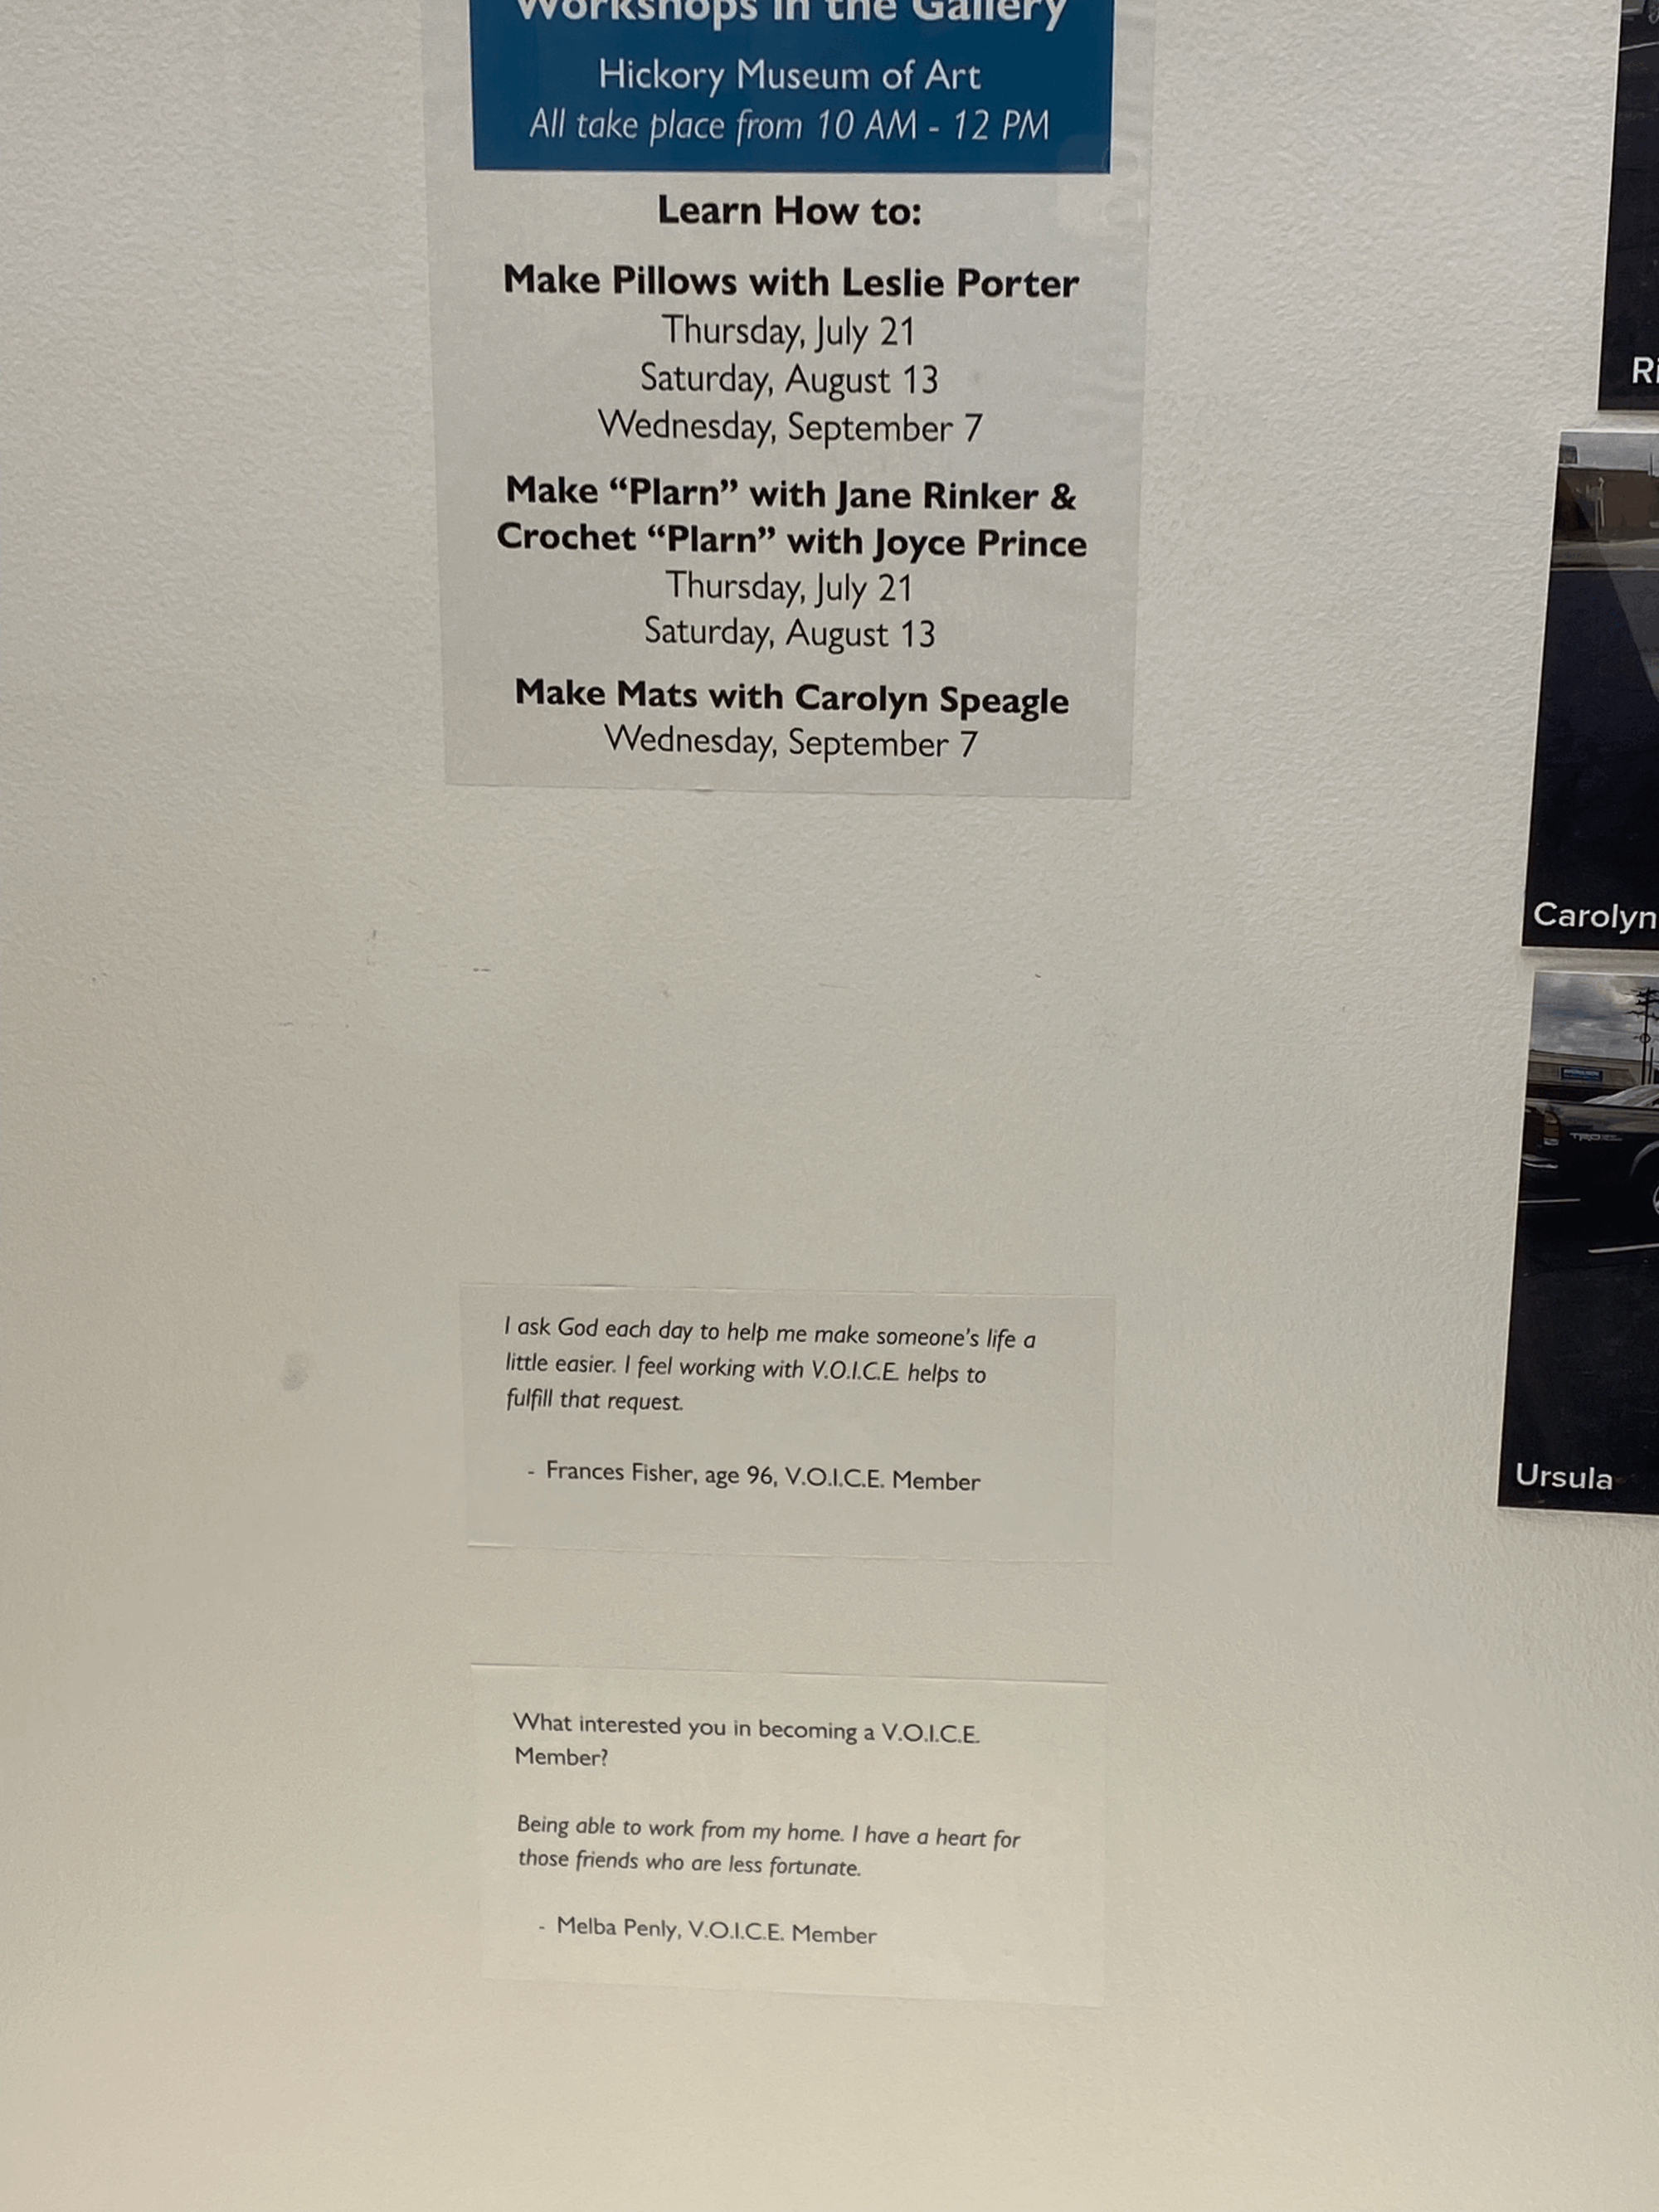 Workshops in the Gallery
Hickory Museum of Art
All take place from 10 AM - 12 PM
Learn How to:
Make Pillows with Leslie Porter
Thursday, July 21
Saturday, August 13
Wednesday, September 7
Make “Plarn” with Jane Rinker &
Crochet “Plarn” with Joyce Prince
Thursday, July 21
Saturday, August 13
Make Mats with Carolyn Speagle
Wednesday, September 7
I ask God each day to help me make someone’s life a
little easier. I feel working with V.O.I.C.E. helps to
fulfill that request.
- Frances Fisher, age 96, V.O.I.C.E. Member
What interested you in becoming a V.O.I.C.E.
Member?
Being able to work from my home. I have a heart for
those friends who are less fortunate.
- Melba Penly, V.O.I.C.E. Member
Ri
Carolyn
TRD
Ursula